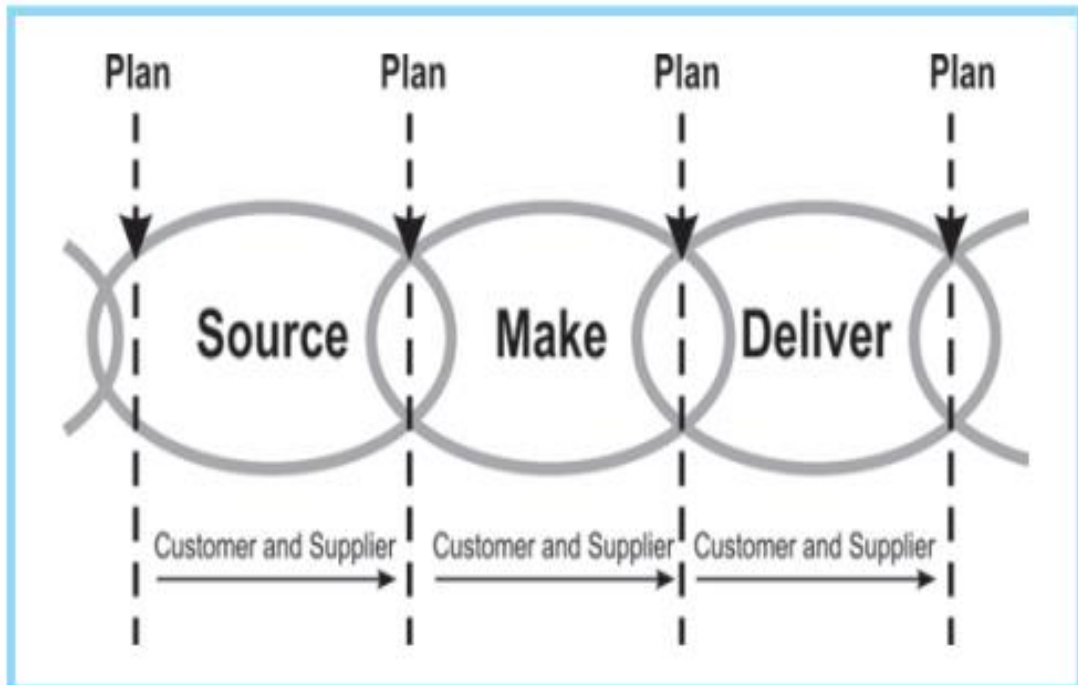 Plan Plan Plan Plan
Source Make Deliver
Customer and Supplier Customer and Supplier Customer and Supplier